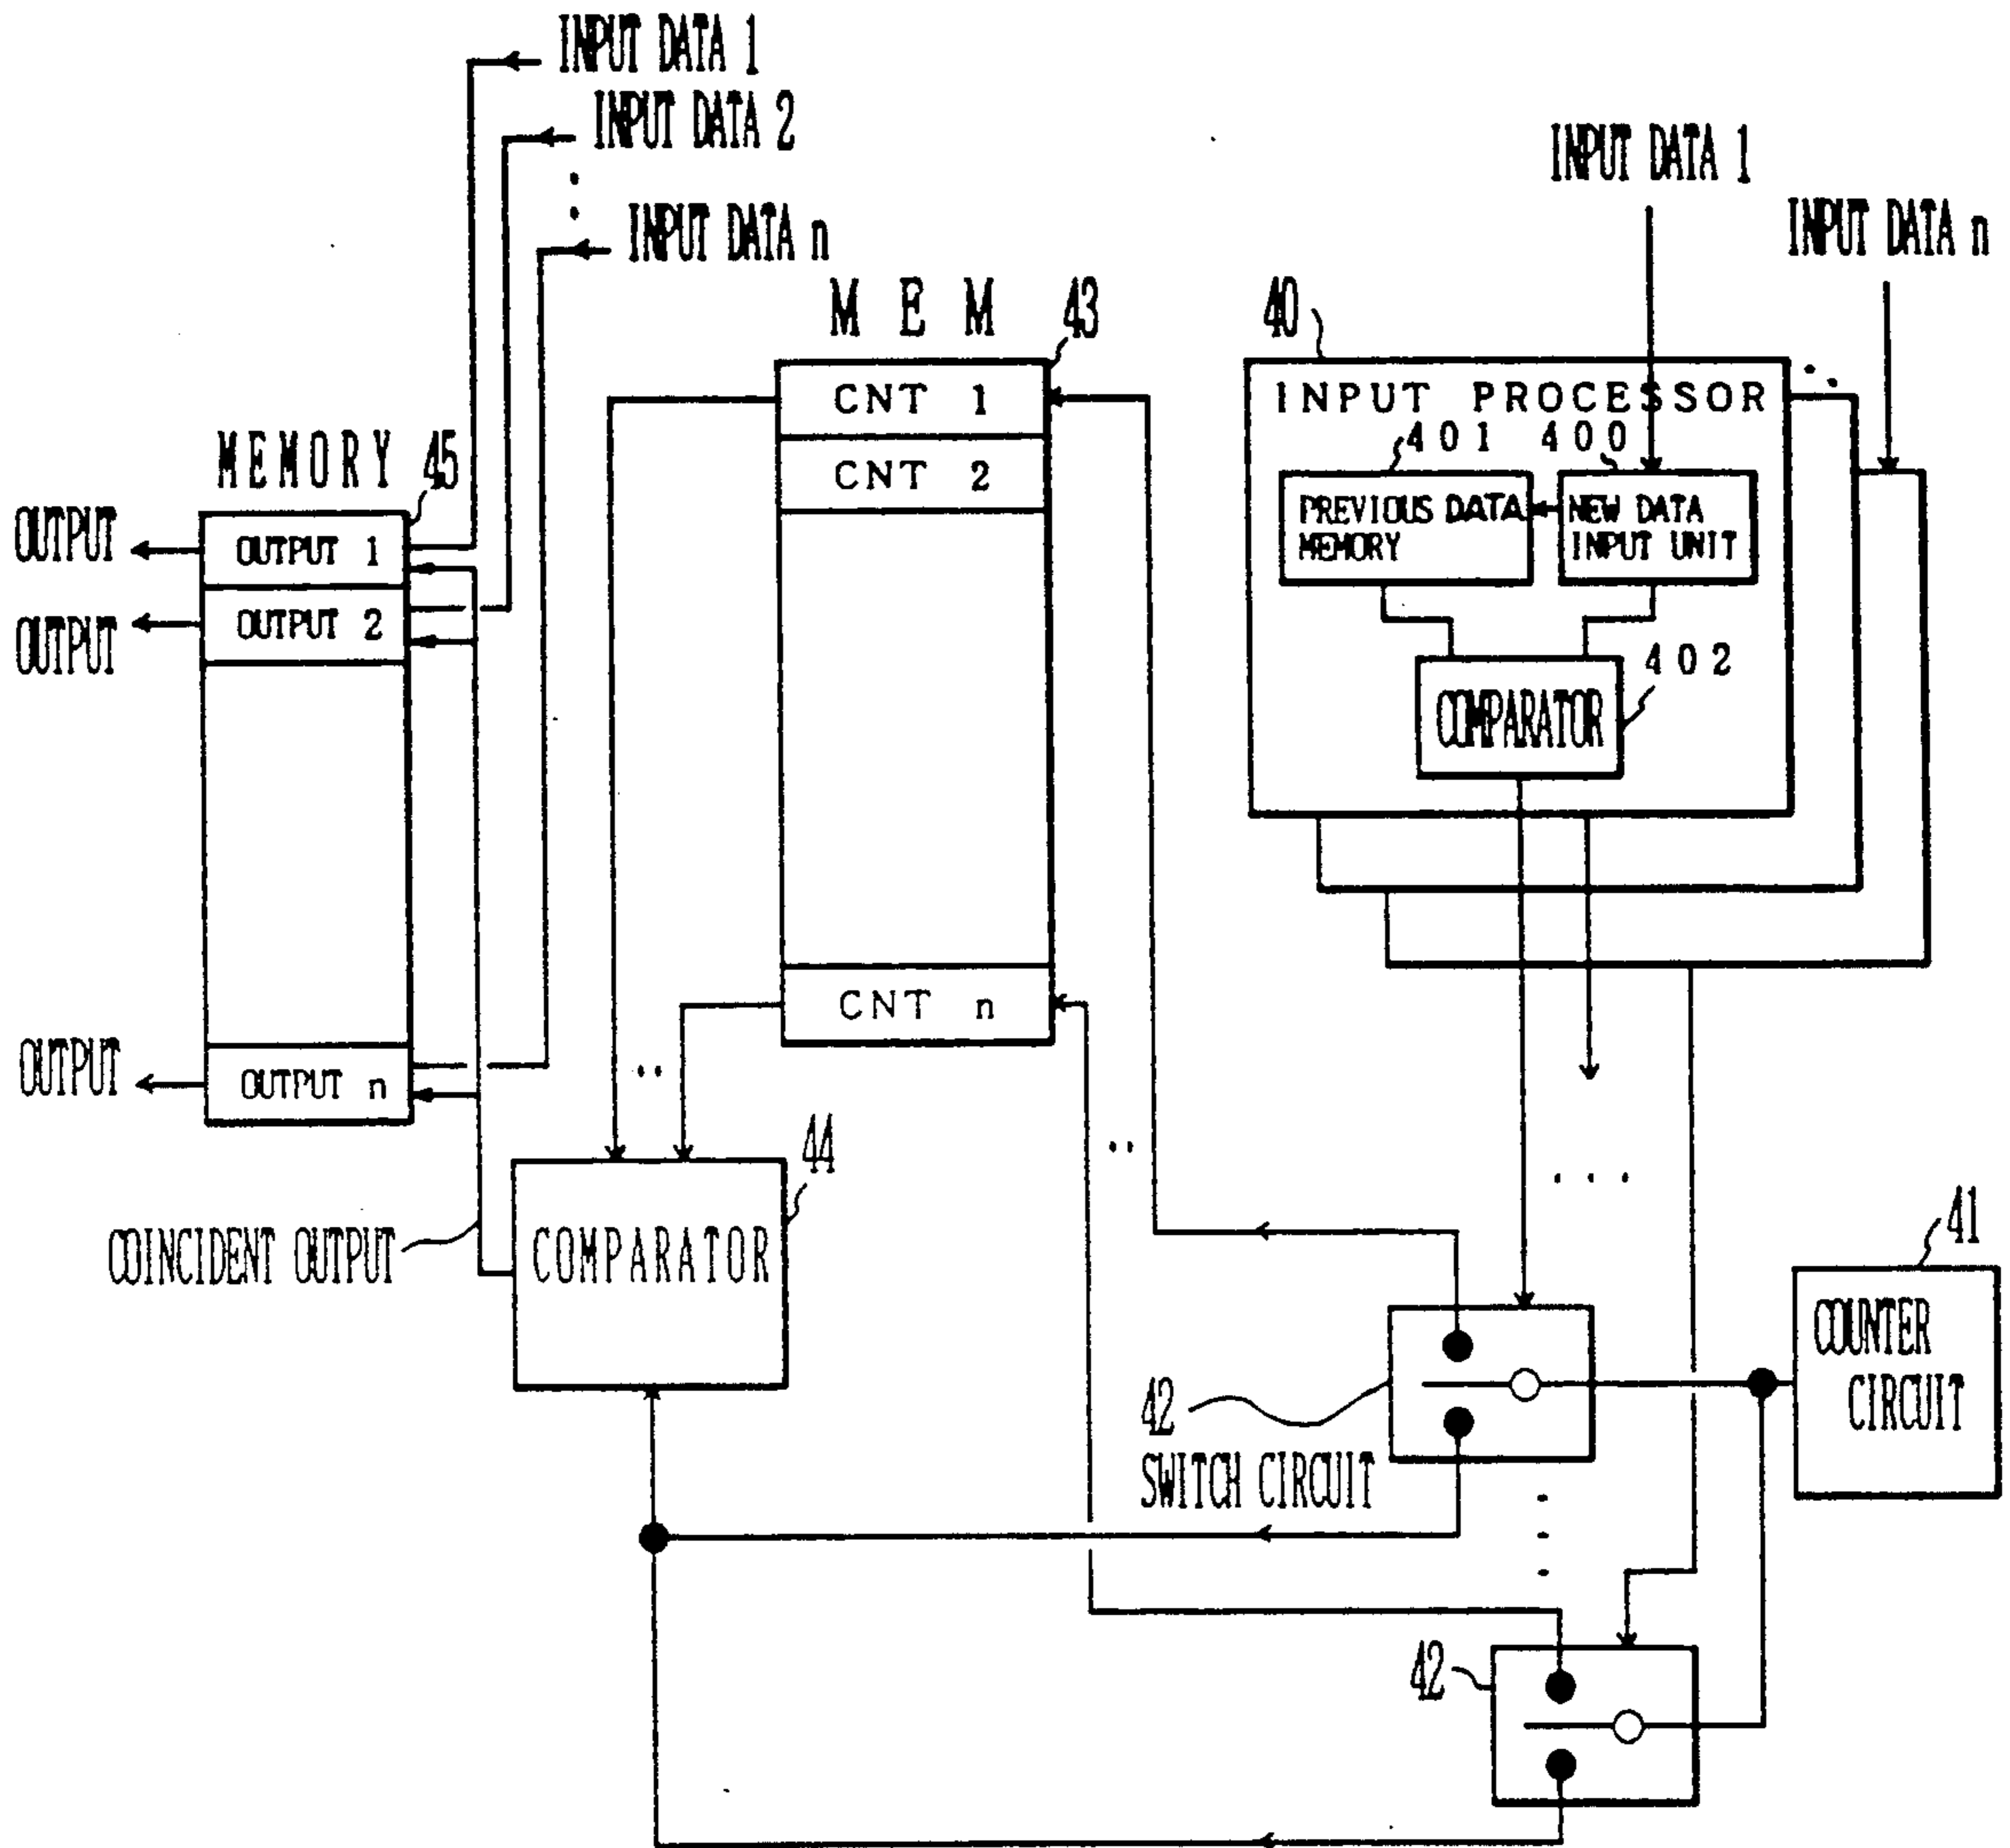 INPUT DATA 1
INPUT DATA 2
INPUT DATA n
INPUT DATA 1
INPUT DATA n
MEM 43
40
CNT 1
CNT 2
CNT n
INPUT PROCESSOR
401 400
PREVIOUS DATA
MEMORY
NEW DATA
INPUT UNIT
402
COMPARATOR
MEMORY 45
OUTPUT
OUTPUT 1
OUTPUT
OUTPUT 2
OUTPUT
OUTPUT n
44
COMPARATOR
COINCIDENT OUTPUT
41
COUNTER
CIRCUIT
42
SWITCH CIRCUIT
42